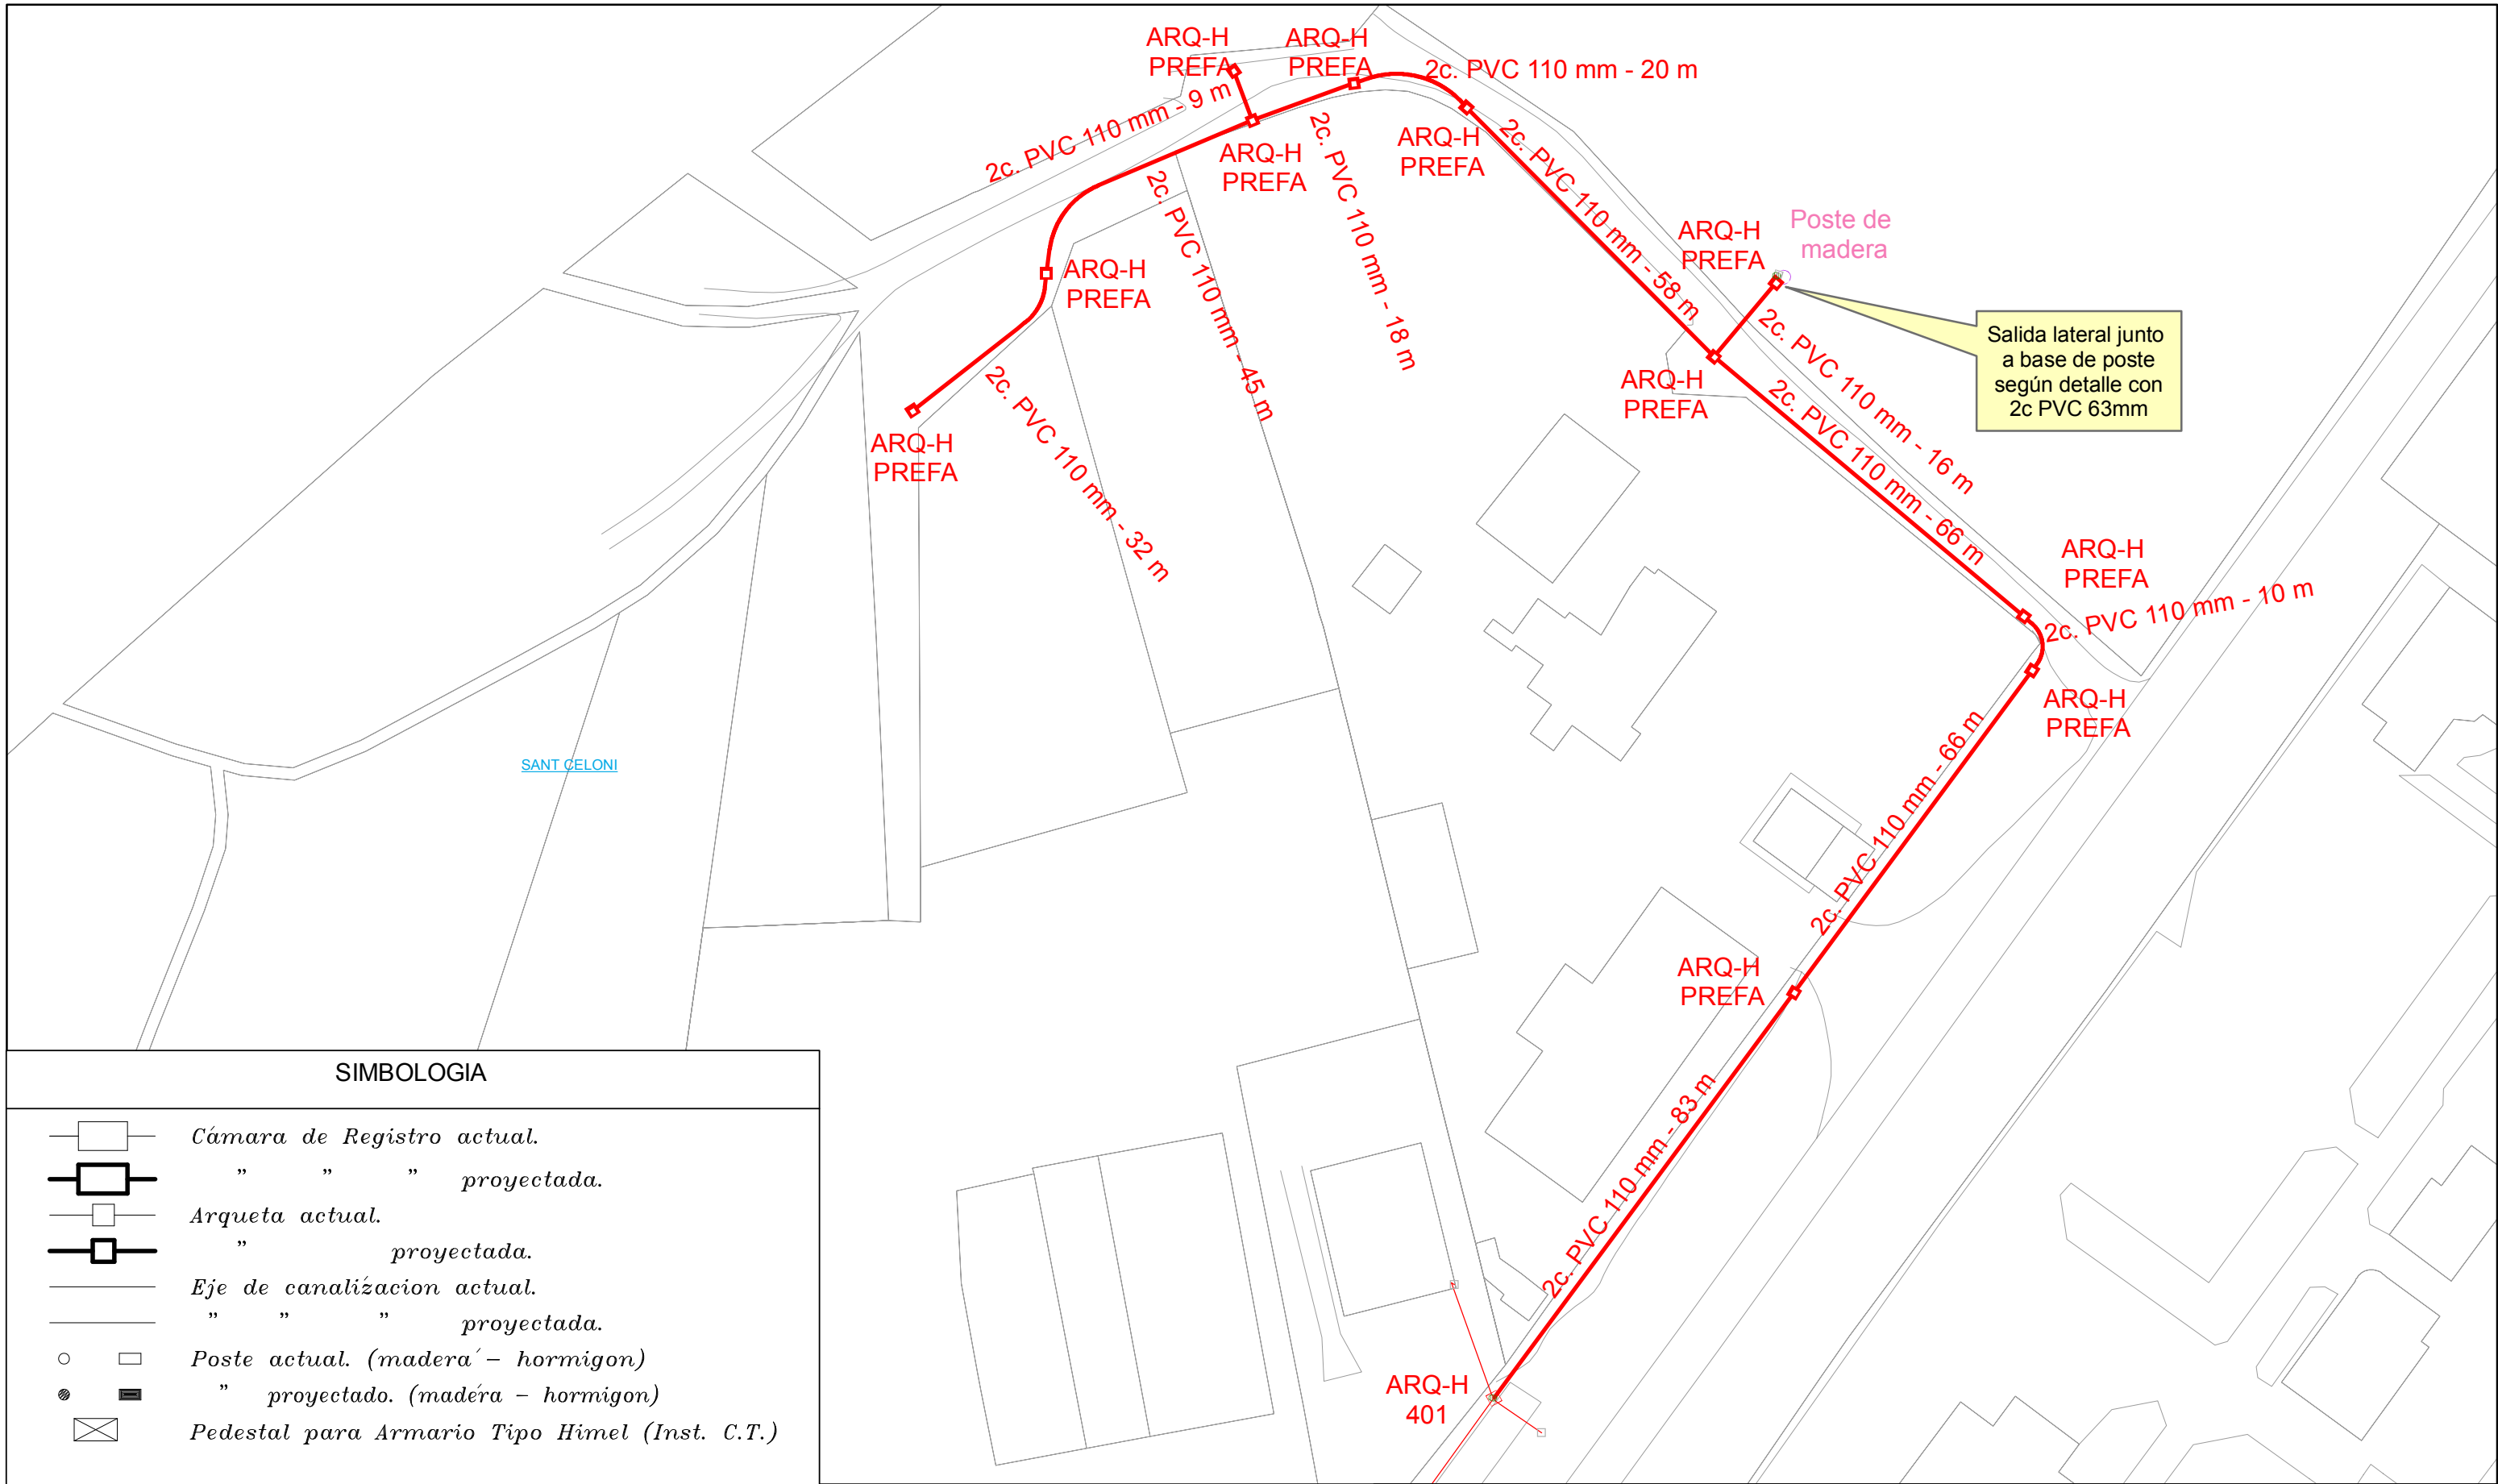 ARQ-H
PREFA
ARQ-H
PREFA
2c. PVC 110 mm - 20 m
2c. PVC 110 mm - 9 m
ARQ-H
PREFA
2c. PVC 110 mm - 18 m
ARQ-H
PREFA
2c. PVC 110 mm - 58 m
2c. PVC 110 mm - 45 m
ARQ-H
PREFA
Poste de
madera
ARQ-H
PREFA
Salida lateral junto
a base de poste
según detalle con
2c PVC 63mm
2c. PVC 110 mm - 16 m
ARQ-H
PREFA
2c. PVC 110 mm - 66 m
ARQ-H
PREFA
2c. PVC 110 mm - 32 m
ARQ-H
PREFA
2c. PVC 110 mm - 10 m
ARQ-H
PREFA
2c. PVC 110 mm - 66 m
SANT CELONI
ARQ-H
PREFA
2c. PVC 110 mm - 83 m
ARQ-H
401
SIMBOLOGIA
Cámara de Registro actual.
" " " proyectada.
Arqueta actual.
" proyectada.
Eje de canalízacion actual.
" " " proyectada.
Poste actual. (madera´- hormigon)
" proyectado. (madéra - hormigon)
Pedestal para Armario Tipo Himel (Inst. C.T.)